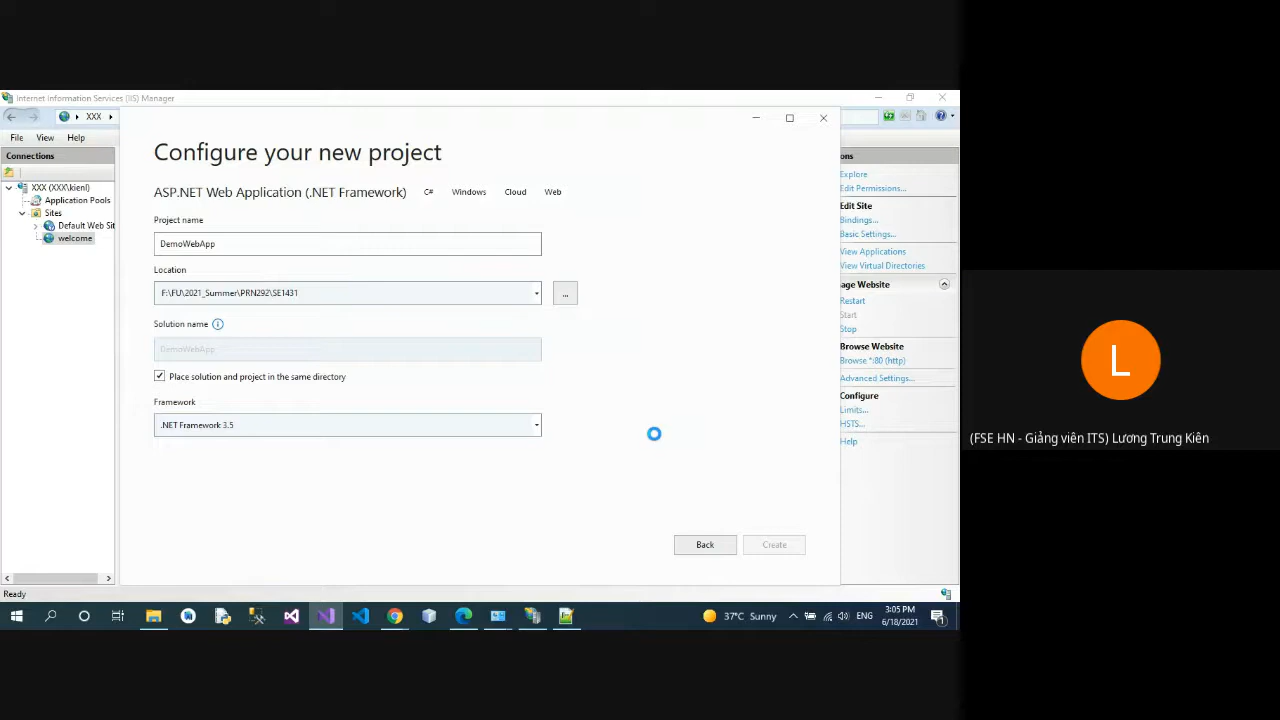 Internet Information Services (IIS) Manager
XXX
File View Help
Connections
XXX (XXX\kienl)
Application Pools
Sites
Default Web Sit
welcome
Ready
Configure your new project
ASP.NET Web Application (.NET Framework) C# Windows Cloud Web
Project name
DemoWebApp
Location
F:\FU\2021_Summer\PRN292\SE1431
...
Solution name
DemoWebApp
Place solution and project in the same directory
Framework
.NET Framework 3.5
Back Create
ons
Explore
Edit Permissions...
Edit Site
Bindings...
Basic Settings...
View Applications
View Virtual Directories
age Website
Restart
Start
Stop
Browse Website
Browse *:80 (http)
Advanced Settings...
Configure
Limits...
HSTS...
Help
37°C Sunny
ENG
3:05 PM
6/18/2021
1
L
(FSE HN - Giảng viên ITS) Lương Trung Kiên